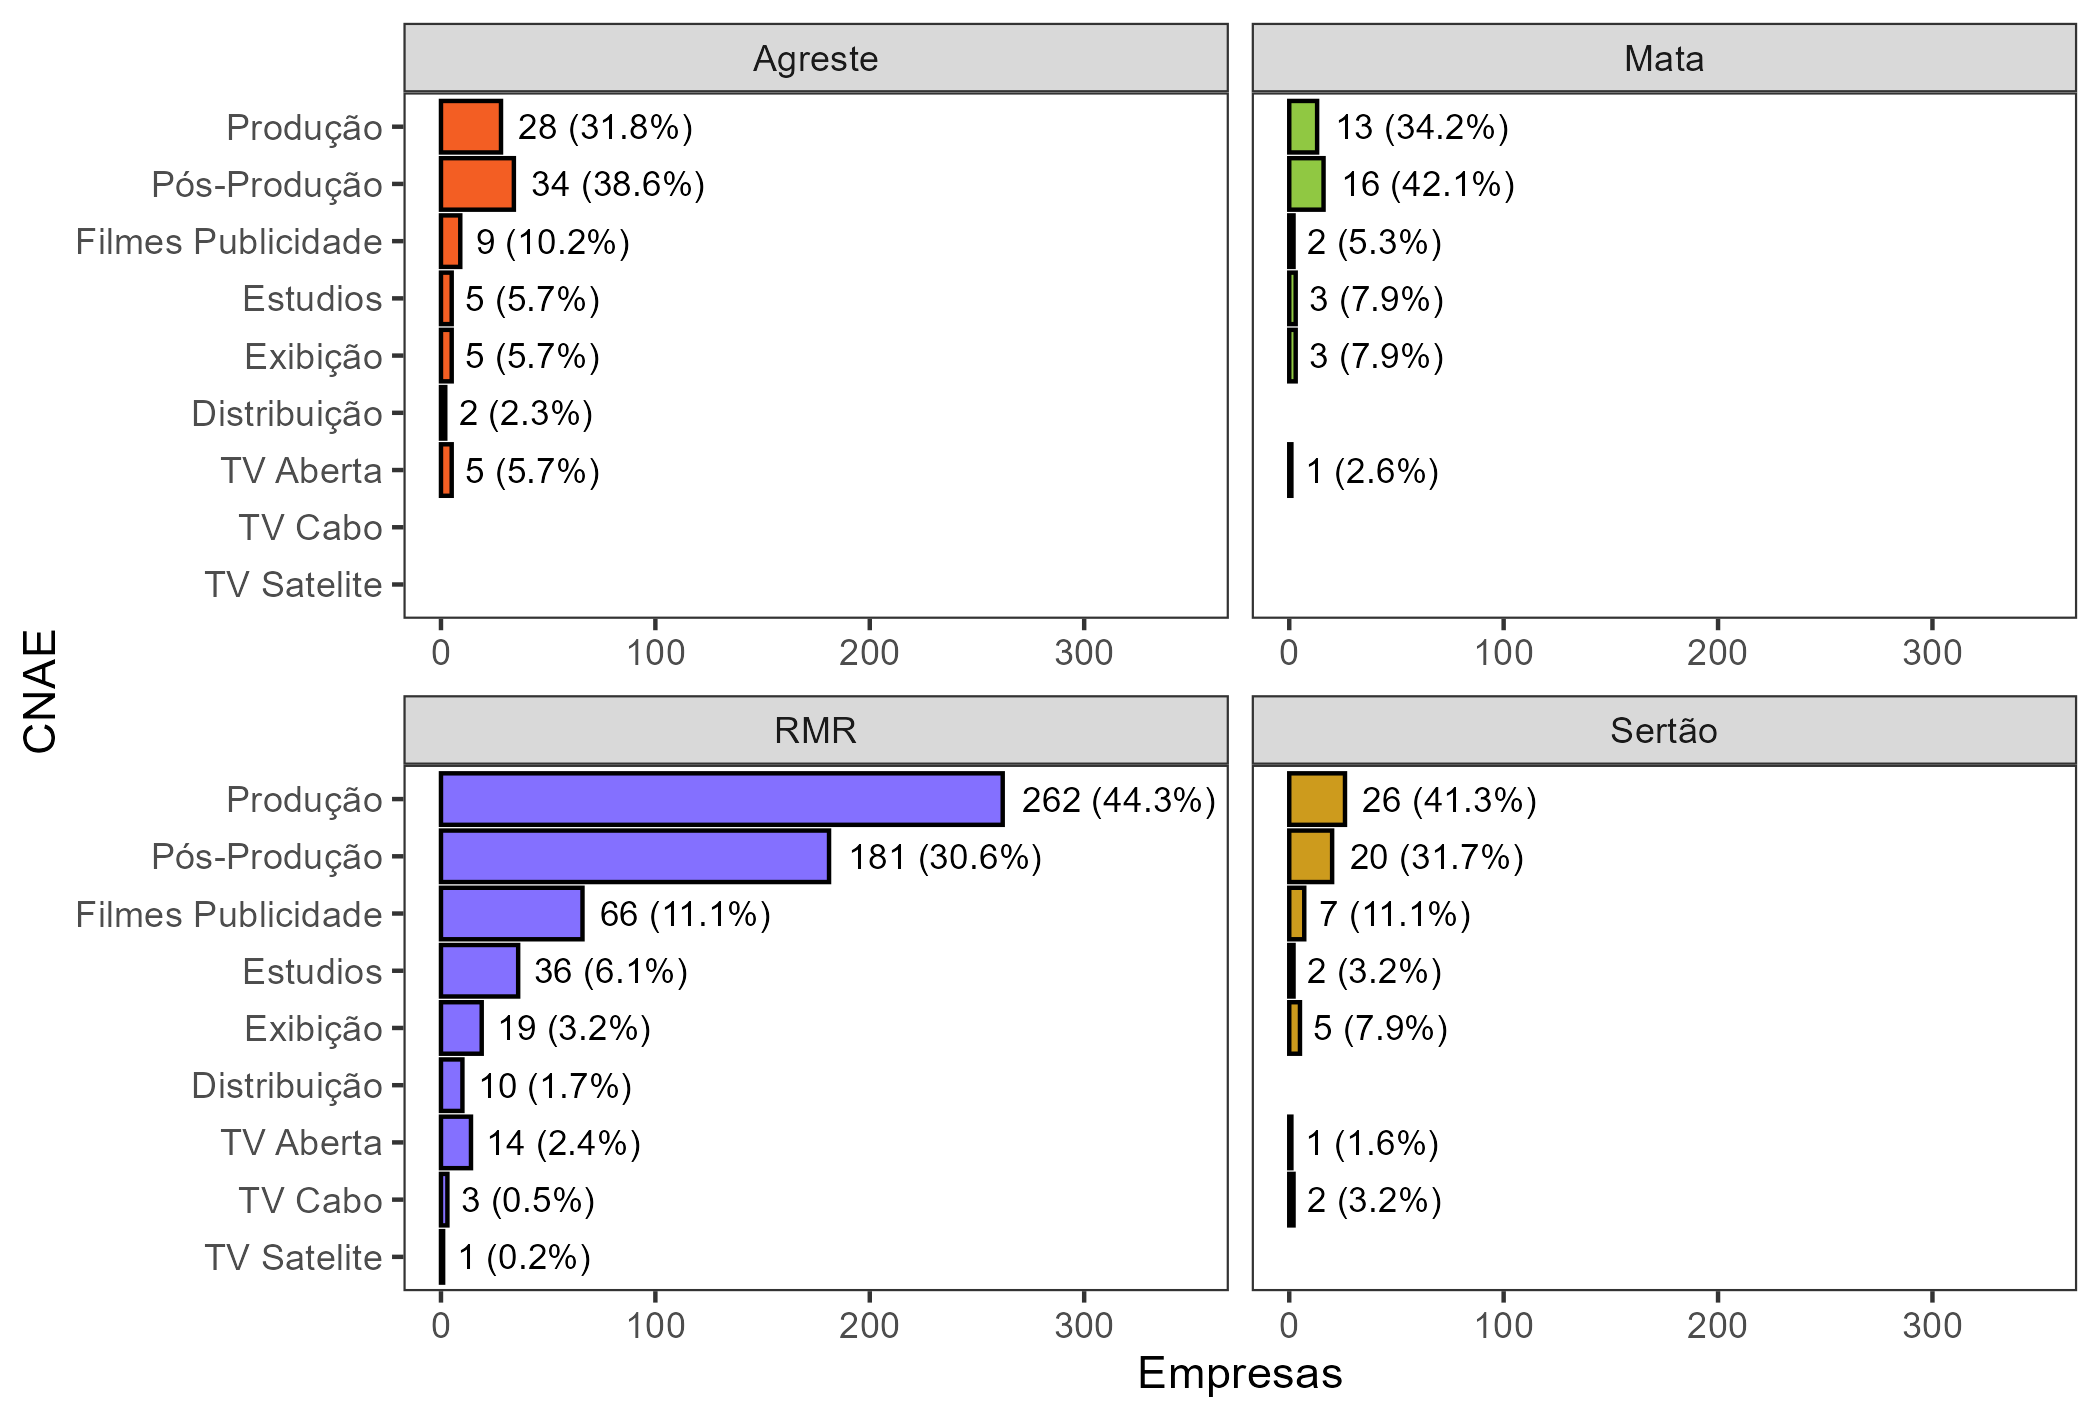 Agreste
Mata
Produção 28 (31.8%) 13 (34.2%)
Pós-Produção 34 (38.6%) 16 (42.1%)
Filmes Publicidade 9 (10.2%) 2 (5.3%)
Estudios 5 (5.7%) 3 (7.9%)
Exibição 5 (5.7%) 3 (7.9%)
Distribuição 2 (2.3%)
TV Aberta 5 (5.7%) 1 (2.6%)
TV Cabo
TV Satelite
0 100 200 300 0 100 200 300
CNAE
RMR
Sertão
Produção 262 (44.3%) 26 (41.3%)
Pós-Produção 181 (30.6%) 20 (31.7%)
Filmes Publicidade 66 (11.1%) 7 (11.1%)
Estudios 36 (6.1%) 2 (3.2%)
Exibição 19 (3.2%) 5 (7.9%)
Distribuição 10 (1.7%)
TV Aberta 14 (2.4%) 1 (1.6%)
TV Cabo 3 (0.5%) 2 (3.2%)
TV Satelite 1 (0.2%)
0 100 200 300 0 100 200 300
Empresas